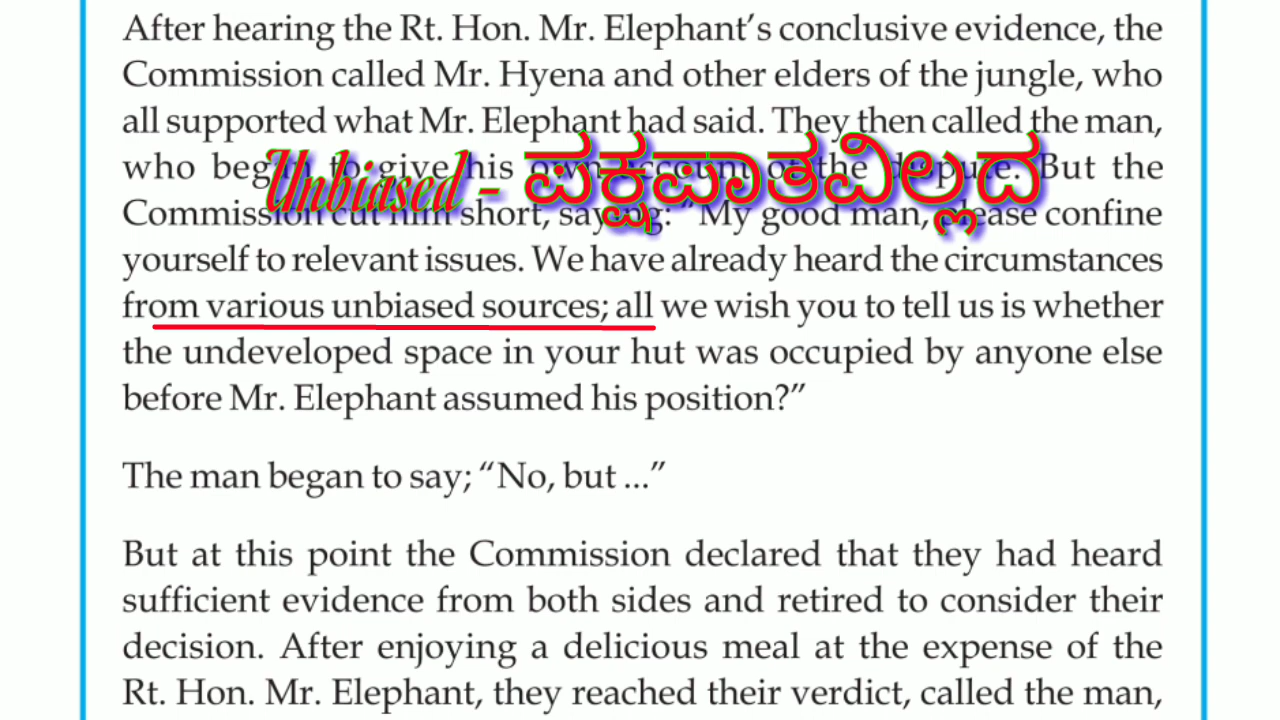 After hearing the Rt. Hon. Mr. Elephant’s conclusive evidence, the
Commission called Mr. Hyena and other elders of the jungle, who
all supported what Mr. Elephant had said. They then called the man,
who began to give his own account of the dispute. But the
Unbiased - ಪಕ್ಷಪಾತವಿಲ್ಲದ
Commission cut him short, saying: “My good man, please confine
yourself to relevant issues. We have already heard the circumstances
from various unbiased sources; all we wish you to tell us is whether
the undeveloped space in your hut was occupied by anyone else
before Mr. Elephant assumed his position?”
The man began to say; “No, but ...”
But at this point the Commission declared that they had heard
sufficient evidence from both sides and retired to consider their
decision. After enjoying a delicious meal at the expense of the
Rt. Hon. Mr. Elephant, they reached their verdict, called the man,